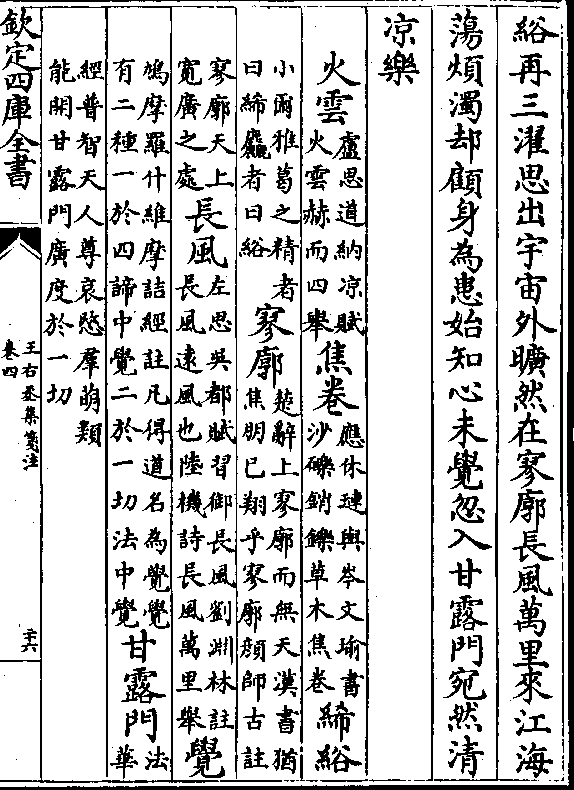 綌再三濯思出宇宙外曠然在寥廓長風萬里來江海
蕩煩濁却顧身為患始知心未覺忽入甘露門宛然清
凉樂
火雲
盧思道納凉賦
火雲赫而四舉
焦卷
應休璉與岑文瑜書
沙礫銷鑠草木焦卷
絺綌
小爾雅葛之精者
曰絺麤者曰綌
寥廓
楚辭上寥廓而無天漢書猶
焦朋已翔乎寥廓顔師古註
寥廓天上
寛廣之處
長風
左思吳都賦習御長風劉淵林註
長風遠風也陸機詩長風萬里舉
覺
鳩摩羅什維摩詰經註凡得道名為覺覺
有二種一於四諦中覺二於一切法中覺
甘露門
法
華
經普智天人尊哀愍羣萌類
能開甘露門廣度於一切
欽定四庫全書
王右丞集箋注
卷四
二十六